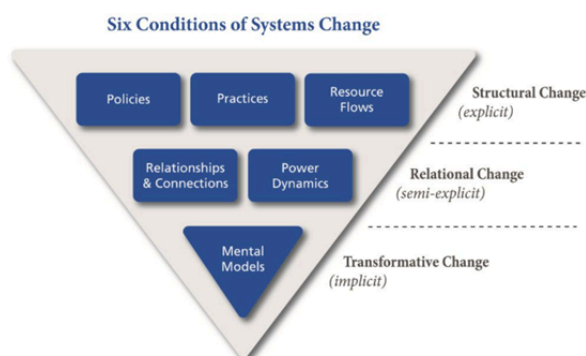 Six Conditions of Systems Change
Policies
Practices
Resource
Flows
Structural Change
(explicit)
Relationships
& Connections
Power
Dynamics
Relational Change
(semi-explicit)
Mental
Models
Transformative Change
(implicit)